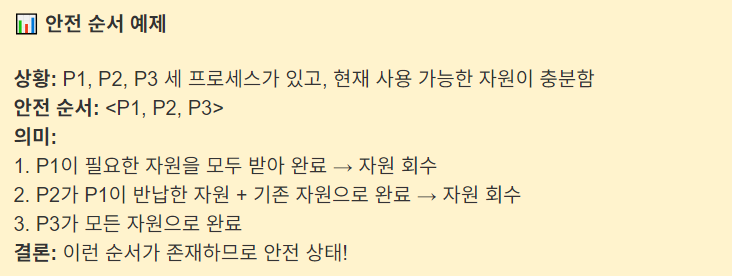 📊 안전 순서 예제
상황: P1, P2, P3 세 프로세스가 있고, 현재 사용 가능한 자원이 충분함
안전 순서: <P1, P2, P3>
의미:
1. P1이 필요한 자원을 모두 받아 완료 → 자원 회수
2. P2가 P1이 반납한 자원 + 기존 자원으로 완료 → 자원 회수
3. P3가 모든 자원으로 완료
결론: 이런 순서가 존재하므로 안전 상태!